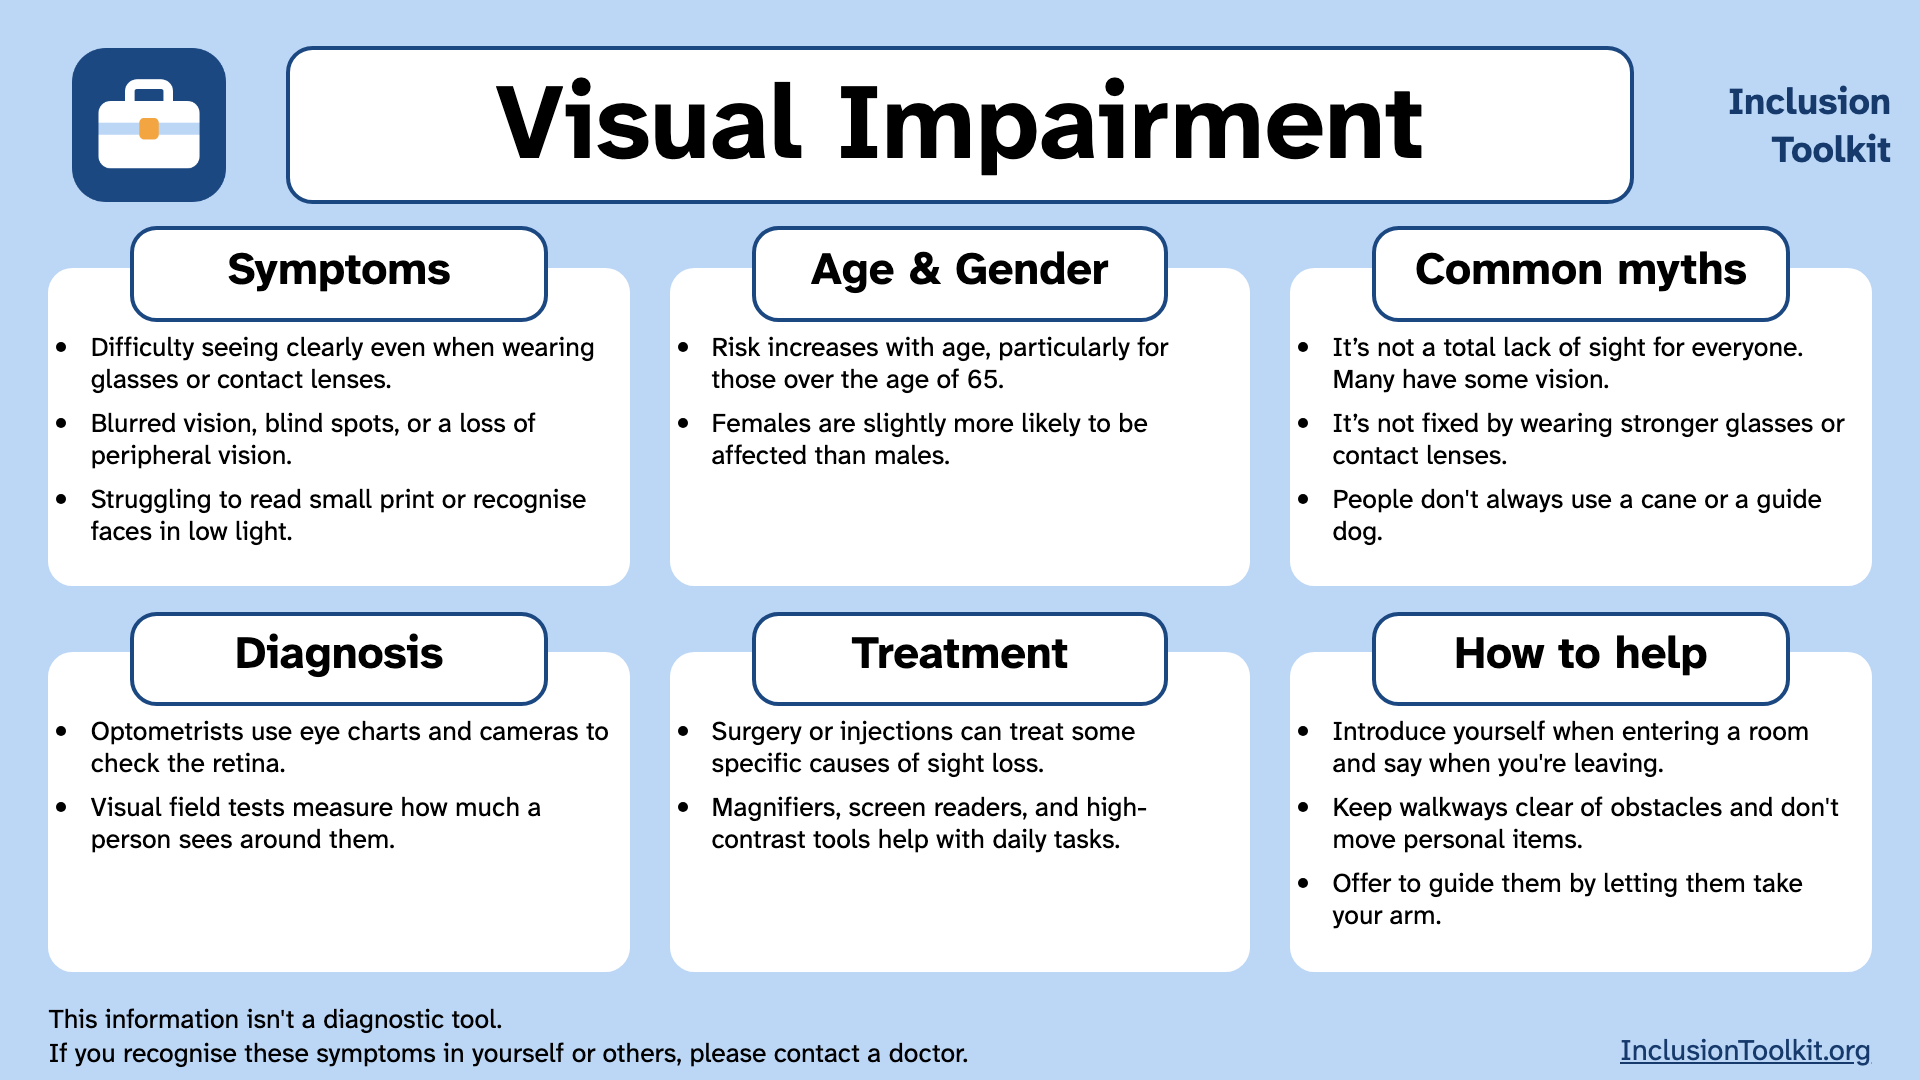 Visual Impairment
Inclusion
Toolkit
Symptoms
• Difficulty seeing clearly even when wearing
glasses or contact lenses.
• Blurred vision, blind spots, or a loss of
peripheral vision.
• Struggling to read small print or recognise
faces in low light.
Age & Gender
• Risk increases with age, particularly for
those over the age of 65.
• Females are slightly more likely to be
affected than males.
Common myths
• It’s not a total lack of sight for everyone.
Many have some vision.
• It’s not fixed by wearing stronger glasses or
contact lenses.
• People don't always use a cane or a guide
dog.
Diagnosis
• Optometrists use eye charts and cameras to
check the retina.
• Visual field tests measure how much a
person sees around them.
Treatment
• Surgery or injections can treat some
specific causes of sight loss.
• Magnifiers, screen readers, and high-
contrast tools help with daily tasks.
How to help
• Introduce yourself when entering a room
and say when you're leaving.
• Keep walkways clear of obstacles and don't
move personal items.
• Offer to guide them by letting them take
your arm.
This information isn't a diagnostic tool.
If you recognise these symptoms in yourself or others, please contact a doctor.
InclusionToolkit.org